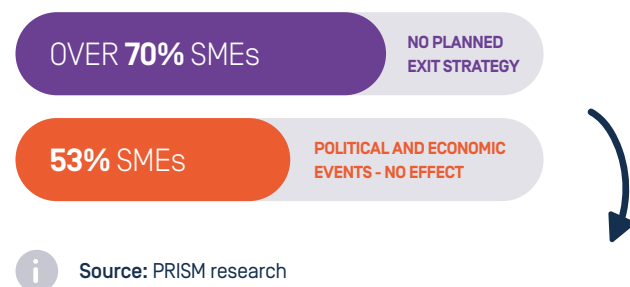 OVER 70% SMEs
NO PLANNED
EXIT STRATEGY
53% SMEs
POLITICAL AND ECONOMIC
EVENTS - NO EFFECT
i
Source: PRISM research